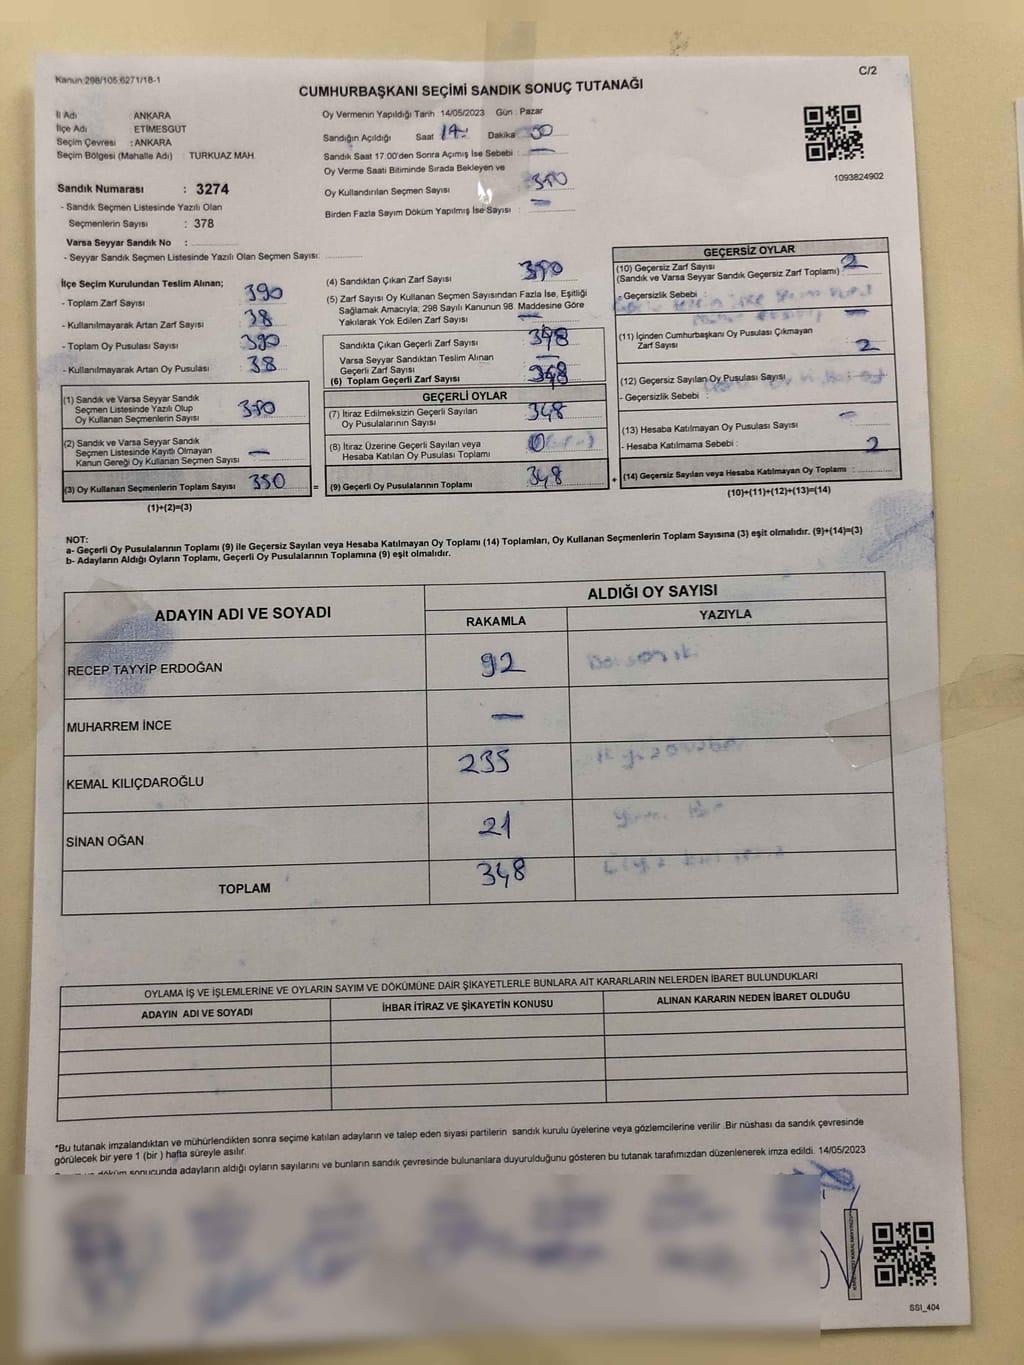 Kanun 298/105.6271/18-1
C/2
CUMHURBAŞKANI SEÇİMİ SANDIK SONUÇ TUTANAĞI
İl Adı ANKARA
İlçe Adı ETİMESGUT
Seçim Çevresi : ANKARA
Seçim Bölgesi (Mahalle Adı) : TURKUAZ MAH.
Sandık Numarası : 3274
- Sandık Seçmen Listesinde Yazılı Olan
Seçmenlerin Sayısı : 378
Varsa Seyyar Sandık No :
- Seyyar Sandık Seçmen Listesinde Yazılı Olan Seçmen Sayısı:
Oy Vermenin Yapıldığı Tarih : 14/05/2023 Gün : Pazar
Sandığın Açıldığı Saat Dakika
Sandık Saat 17.00'den Sonra Açımış İse Sebebi : —
Oy Verme Saati Bitiminde Sırada Bekleyen ve
Oy Kullandırılan Seçmen Sayısı :
Birden Fazla Sayım Döküm Yapılmış İse Sayısı : —
1093824902
İlçe Seçim Kurulundan Teslim Alınan;
- Toplam Zarf Sayısı : 390
- Kullanılmayarak Artan Zarf Sayısı : 38
- Toplam Oy Pusulası Sayısı : 390
- Kullanılmayarak Artan Oy Pusulası : 38
(1) Sandık ve Varsa Seyyar Sandık
Seçmen Listesinde Yazılı Olup
Oy Kullanan Seçmenlerin Sayısı
(2) Sandık ve Varsa Seyyar Sandık
Seçmen Listesinde Kayıtlı Olmayan
Kanun Gereği Oy Kullanan Seçmen Sayısı —
(3) Oy Kullanan Seçmenlerin Toplam Sayısı 350
(1)+(2)=(3)
(4) Sandıktan Çıkan Zarf Sayısı :
(5) Zarf Sayısı Oy Kullanan Seçmen Sayısından Fazla İse, Eşitliği
Sağlamak Amacıyla; 298 Sayılı Kanunun 98. Maddesine Göre
Yakılarak Yok Edilen Zarf Sayısı : —
Sandıkta Çıkan Geçerli Zarf Sayısı : 348
Varsa Seyyar Sandıktan Teslim Alınan
Geçerli Zarf Sayısı : —
(6) Toplam Geçerli Zarf Sayısı 348
GEÇERLİ OYLAR
(7) İtiraz Edilmeksizin Geçerli Sayılan
Oy Pusulalarının Sayısı : 348
(8) İtiraz Üzerine Geçerli Sayılan veya
Hesaba Katılan Oy Pusulası Toplamı : 0
= (9) Geçerli Oy Pusulalarının Toplamı : 348 +
GEÇERSİZ OYLAR
(10) Geçersiz Zarf Sayısı
(Sandık ve Varsa Seyyar Sandık Geçersiz Zarf Toplamı) : 2
- Geçersizlik Sebebi :
(11) İçinden Cumhurbaşkanı Oy Pusulası Çıkmayan
Zarf Sayısı 2
(12) Geçersiz Sayılan Oy Pusulası Sayısı
- Geçersizlik Sebebi :
(13) Hesaba Katılmayan Oy Pusulası Sayısı —
- Hesaba Katılmama Sebebi :
(14) Geçersiz Sayılan veya Hesaba Katılmayan Oy Toplamı : 2
(10)+(11)+(12)+(13)=(14)
NOT:
a- Geçerli Oy Pusulalarının Toplamı (9) ile Geçersiz Sayılan veya Hesaba Katılmayan Oy Toplamı (14) Toplamları, Oy Kullanan Seçmenlerin Toplam Sayısına (3) eşit olmalıdır. (9)+(14)=(3)
b- Adayların Aldığı Oyların Toplamı, Geçerli Oy Pusulalarının Toplamına (9) eşit olmalıdır.
ADAYIN ADI VE SOYADI ALDIĞI OY SAYISI
RAKAMLA YAZIYLA
RECEP TAYYİP ERDOĞAN 92
MUHARREM İNCE —
KEMAL KILIÇDAROĞLU 235
SİNAN OĞAN 21
TOPLAM 348
OYLAMA İŞ VE İŞLEMLERİNE VE OYLARIN SAYIM VE DÖKÜMÜNE DAİR ŞİKAYETLERLE BUNLARA AİT KARARLARIN NELERDEN İBARET BULUNDUKLARI
ADAYIN ADI VE SOYADI İHBAR İTİRAZ VE ŞİKAYETİN KONUSU ALINAN KARARIN NEDEN İBARET OLDUĞU
*Bu tutanak imzalandıktan ve mühürlendikten sonra seçime katılan adayların ve talep eden siyasi partilerin sandık kurulu üyelerine veya gözlemcilerine verilir .Bir nüshası da sandık çevresinde
görülecek bir yere 1 (bir ) hafta süreyle asılır.
döküm sonucunda adayların aldığı oyların sayılarını ve bunların sandık çevresinde bulunanlara duyurulduğunu gösteren bu tutanak tarafımızdan düzenlenerek imza edildi. 14/05/2023
SSİ_404